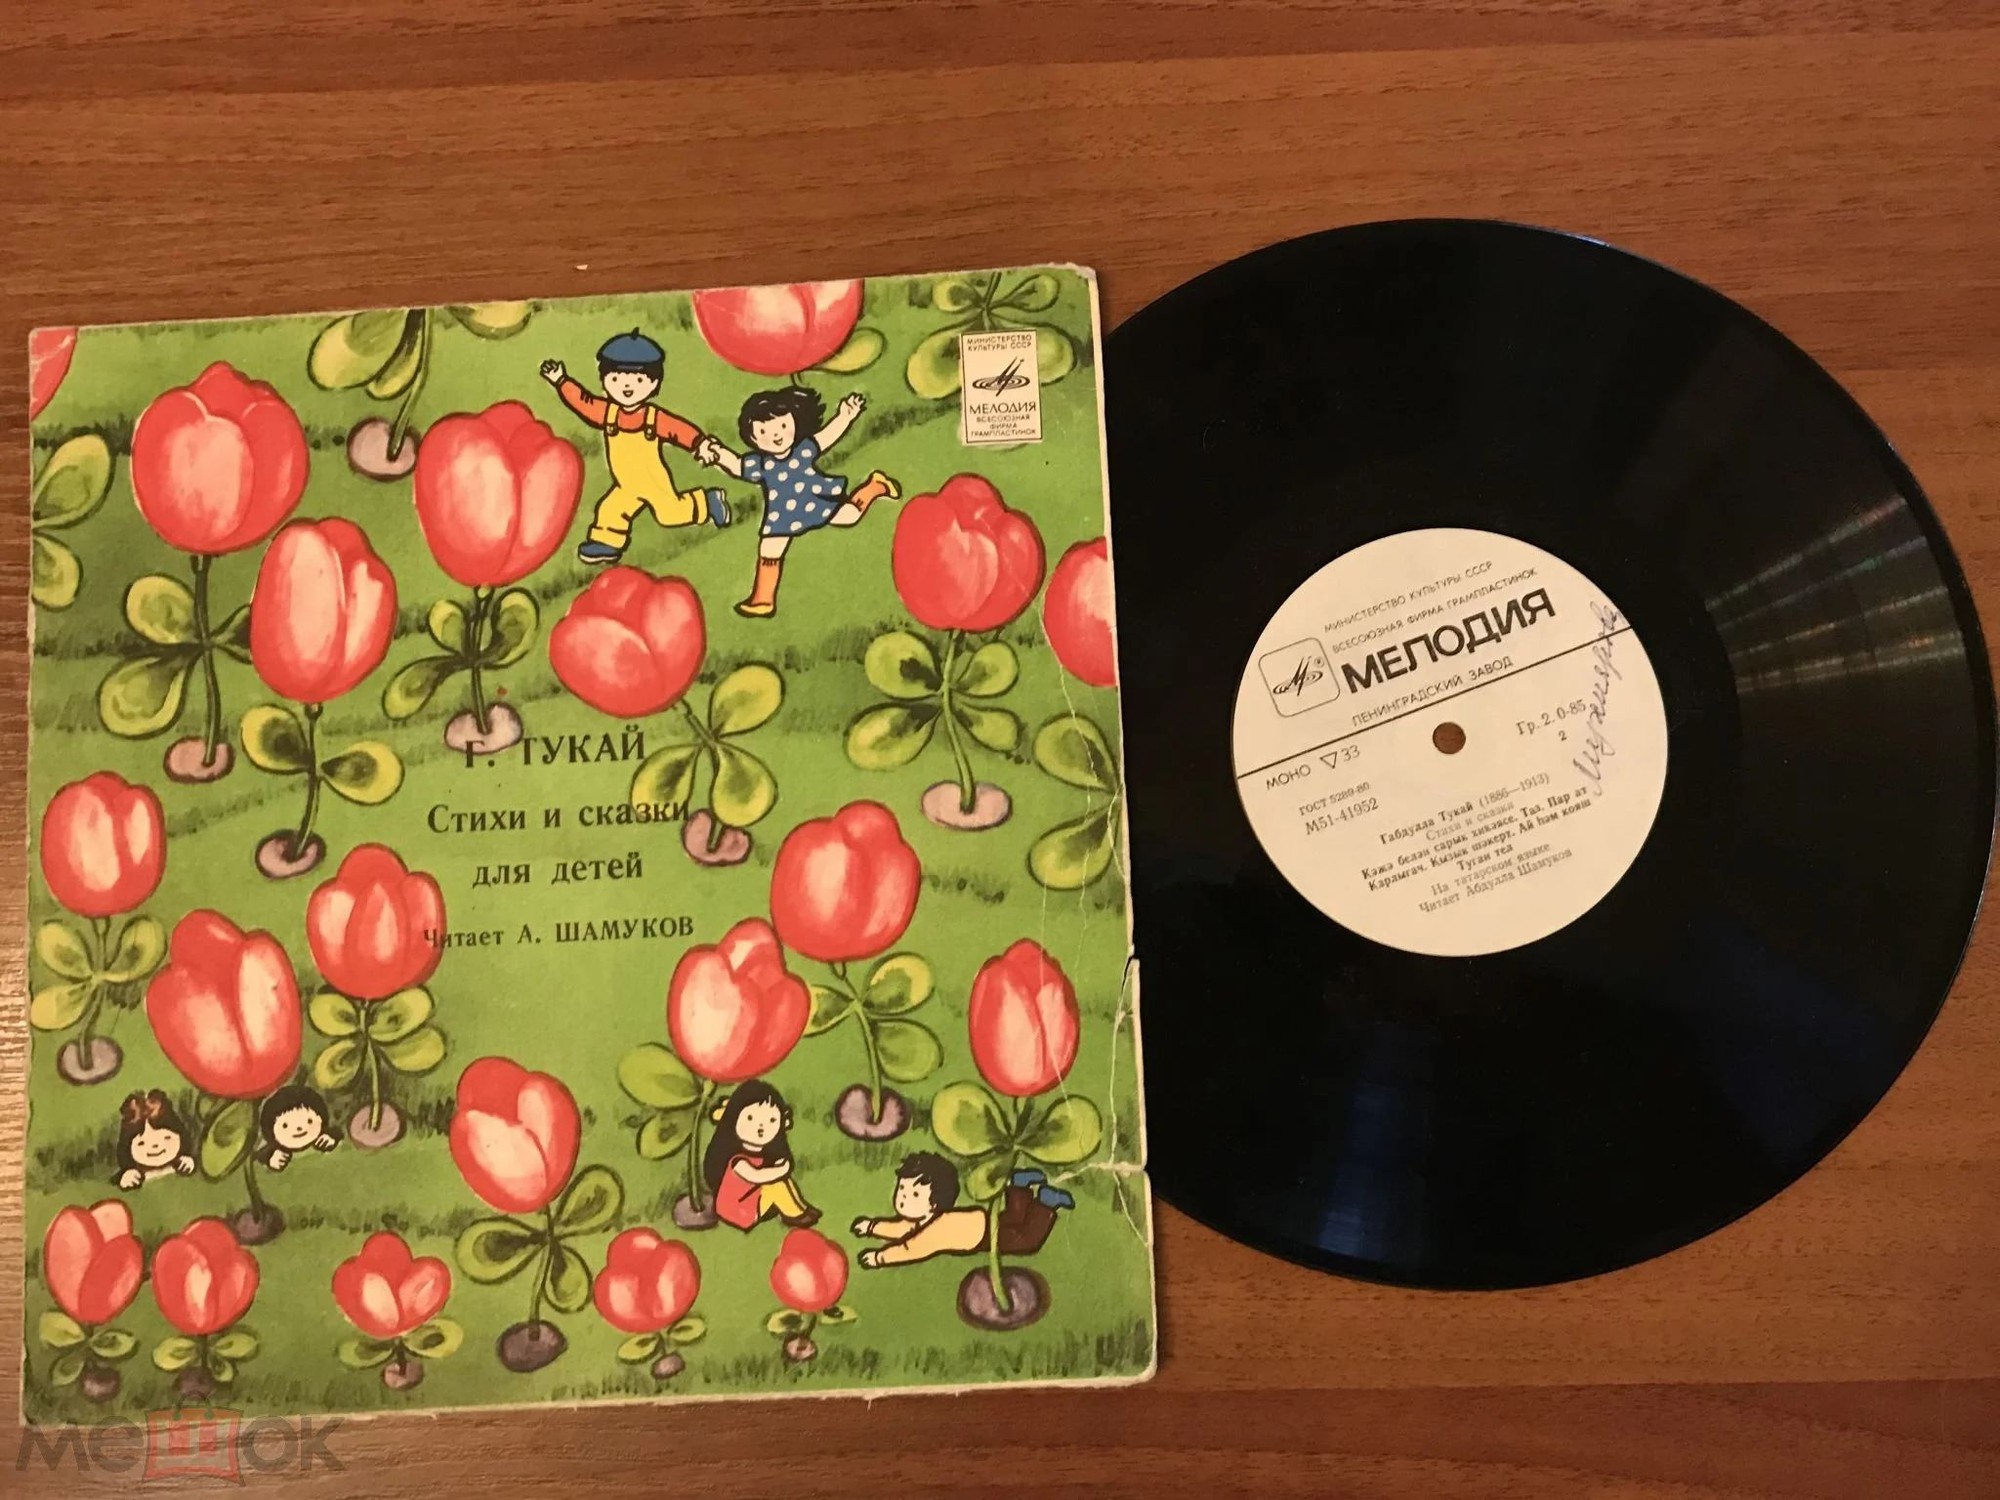 МИНИСТЕРСТВО
КУЛЬТУРЫ СССР
МЕЛОДИЯ
ВСЕСОЮЗНАЯ
ФИРМА
ГРАМПЛАСТИНОК
Г. ТУКАЙ
Стихи и сказки
для детей
Читает А. ШАМУКОВ
МИНИСТЕРСТВО КУЛЬТУРЫ СССР
ВСЕСОЮЗНАЯ ФИРМА ГРАМПЛАСТИНОК
МЕЛОДИЯ
ЛЕНИНГРАДСКИЙ ЗАВОД
МОНО 33
Гр. 2. 0-85
2
ГОСТ 5289-80
М51-41952
Габдулла Тукай (1886—1913)
Стихи и сказки
Кәҗә белән сарык хикәясе. Таз. Пар ат
Карлыгач. Кызык шәкерт. Ай һәм кояш
Туган тел
На татарском языке
Читает Абдулла Шамуков
мешок